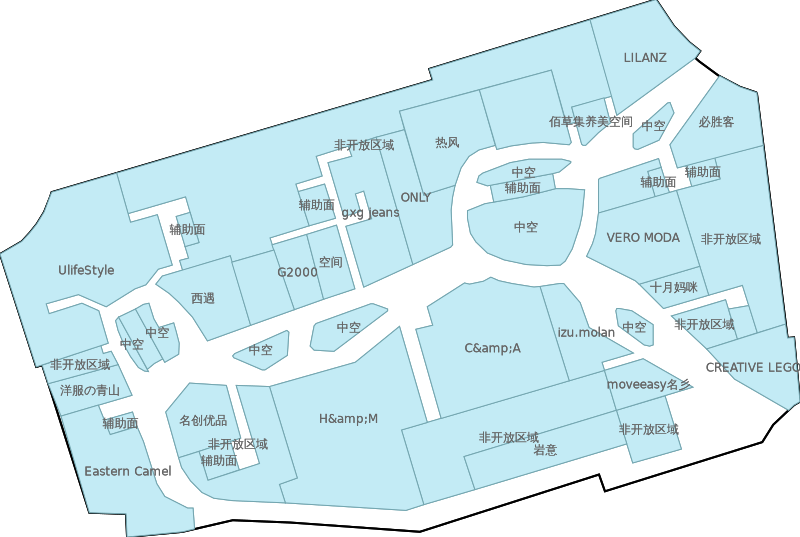 LILANZ
佰草集养美空间
中空
必胜客
热风
非开放区域
中空
辅助面
辅助面
辅助面
辅助面
ONLY
gxg jeans
辅助面
中空
VERO MODA
非开放区域
UlifeStyle
G2000
空间
西遇
十月妈咪
中空
中空
中空
中空
中空
非开放区域
izu.molan
C&amp;A
非开放区域
CREATIVE LEGO
洋服の青山
moveeasy名彡
名创优品
H&amp;M
辅助面
非开放区域
非开放区域
非开放区域
岩意
辅助面
Eastern Camel